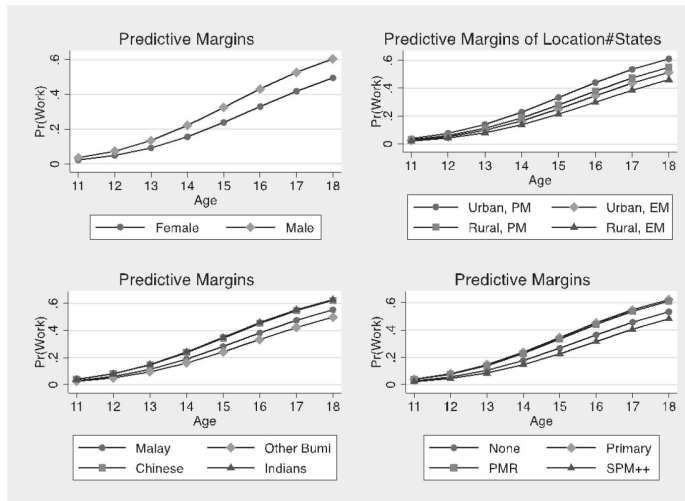 Predictive Margins
Pr(Work)
.6
.4
.2
0
11 12 13 14 15 16 17 18
Age
Female Male
Predictive Margins of Location#States
Pr(Work)
.6
.4
.2
0
11 12 13 14 15 16 17 18
Age
Urban, PM Urban, EM
Rural, PM Rural, EM
Predictive Margins
Pr(Work)
.6
.4
.2
0
11 12 13 14 15 16 17 18
Age
Malay Other Bumi
Chinese Indians
Predictive Margins
Pr(Work)
.6
.4
.2
0
11 12 13 14 15 16 17 18
Age
None Primary
PMR SPM++